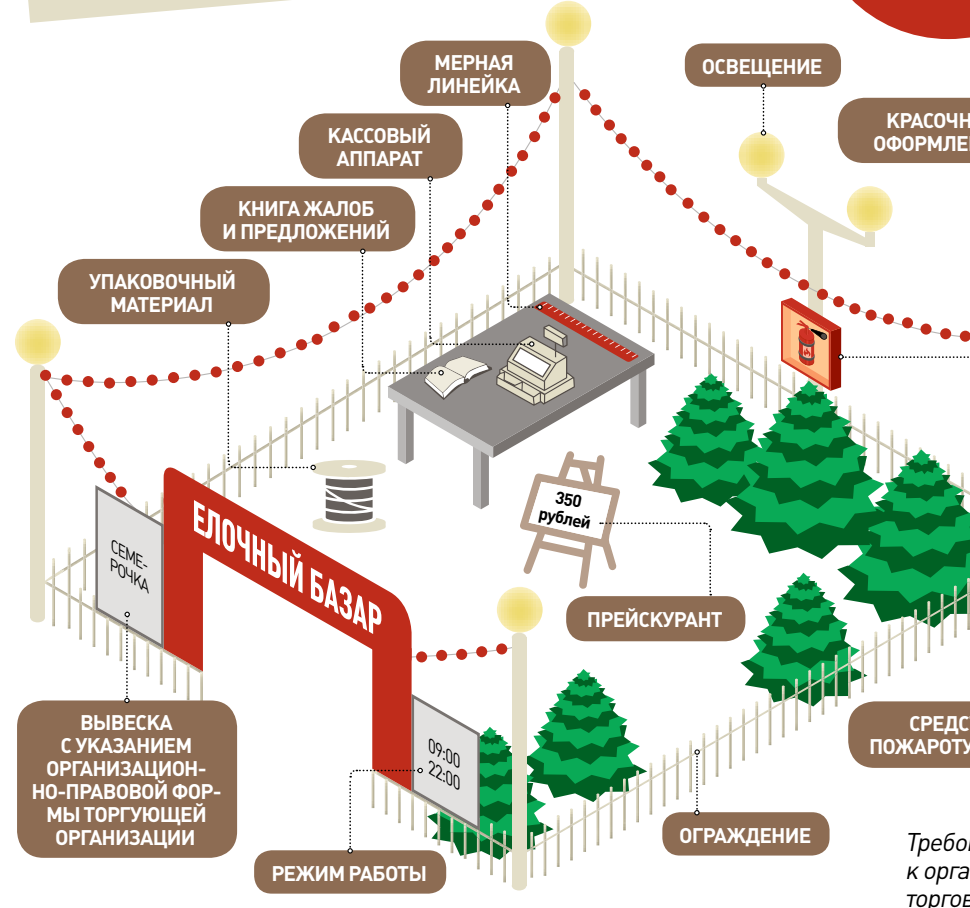 МЕРНАЯ
ЛИНЕЙКА
ОСВЕЩЕНИЕ
КАССОВЫЙ
АППАРАТ
КНИГА ЖАЛОБ
И ПРЕДЛОЖЕНИЙ
УПАКОВОЧНЫЙ
МАТЕРИАЛ
350
рублей
ЕЛОЧНЫЙ БАЗАР
СЕМЕ-
РОЧКА
ПРЕЙСКУРАНТ
ВЫВЕСКА
С УКАЗАНИЕМ
ОРГАНИЗАЦИОН-
НО-ПРАВОВОЙ ФОР-
МЫ ТОРГУЮЩЕЙ
ОРГАНИЗАЦИИ
09:00
22:00
ОГРАЖДЕНИЕ
РЕЖИМ РАБОТЫ
к